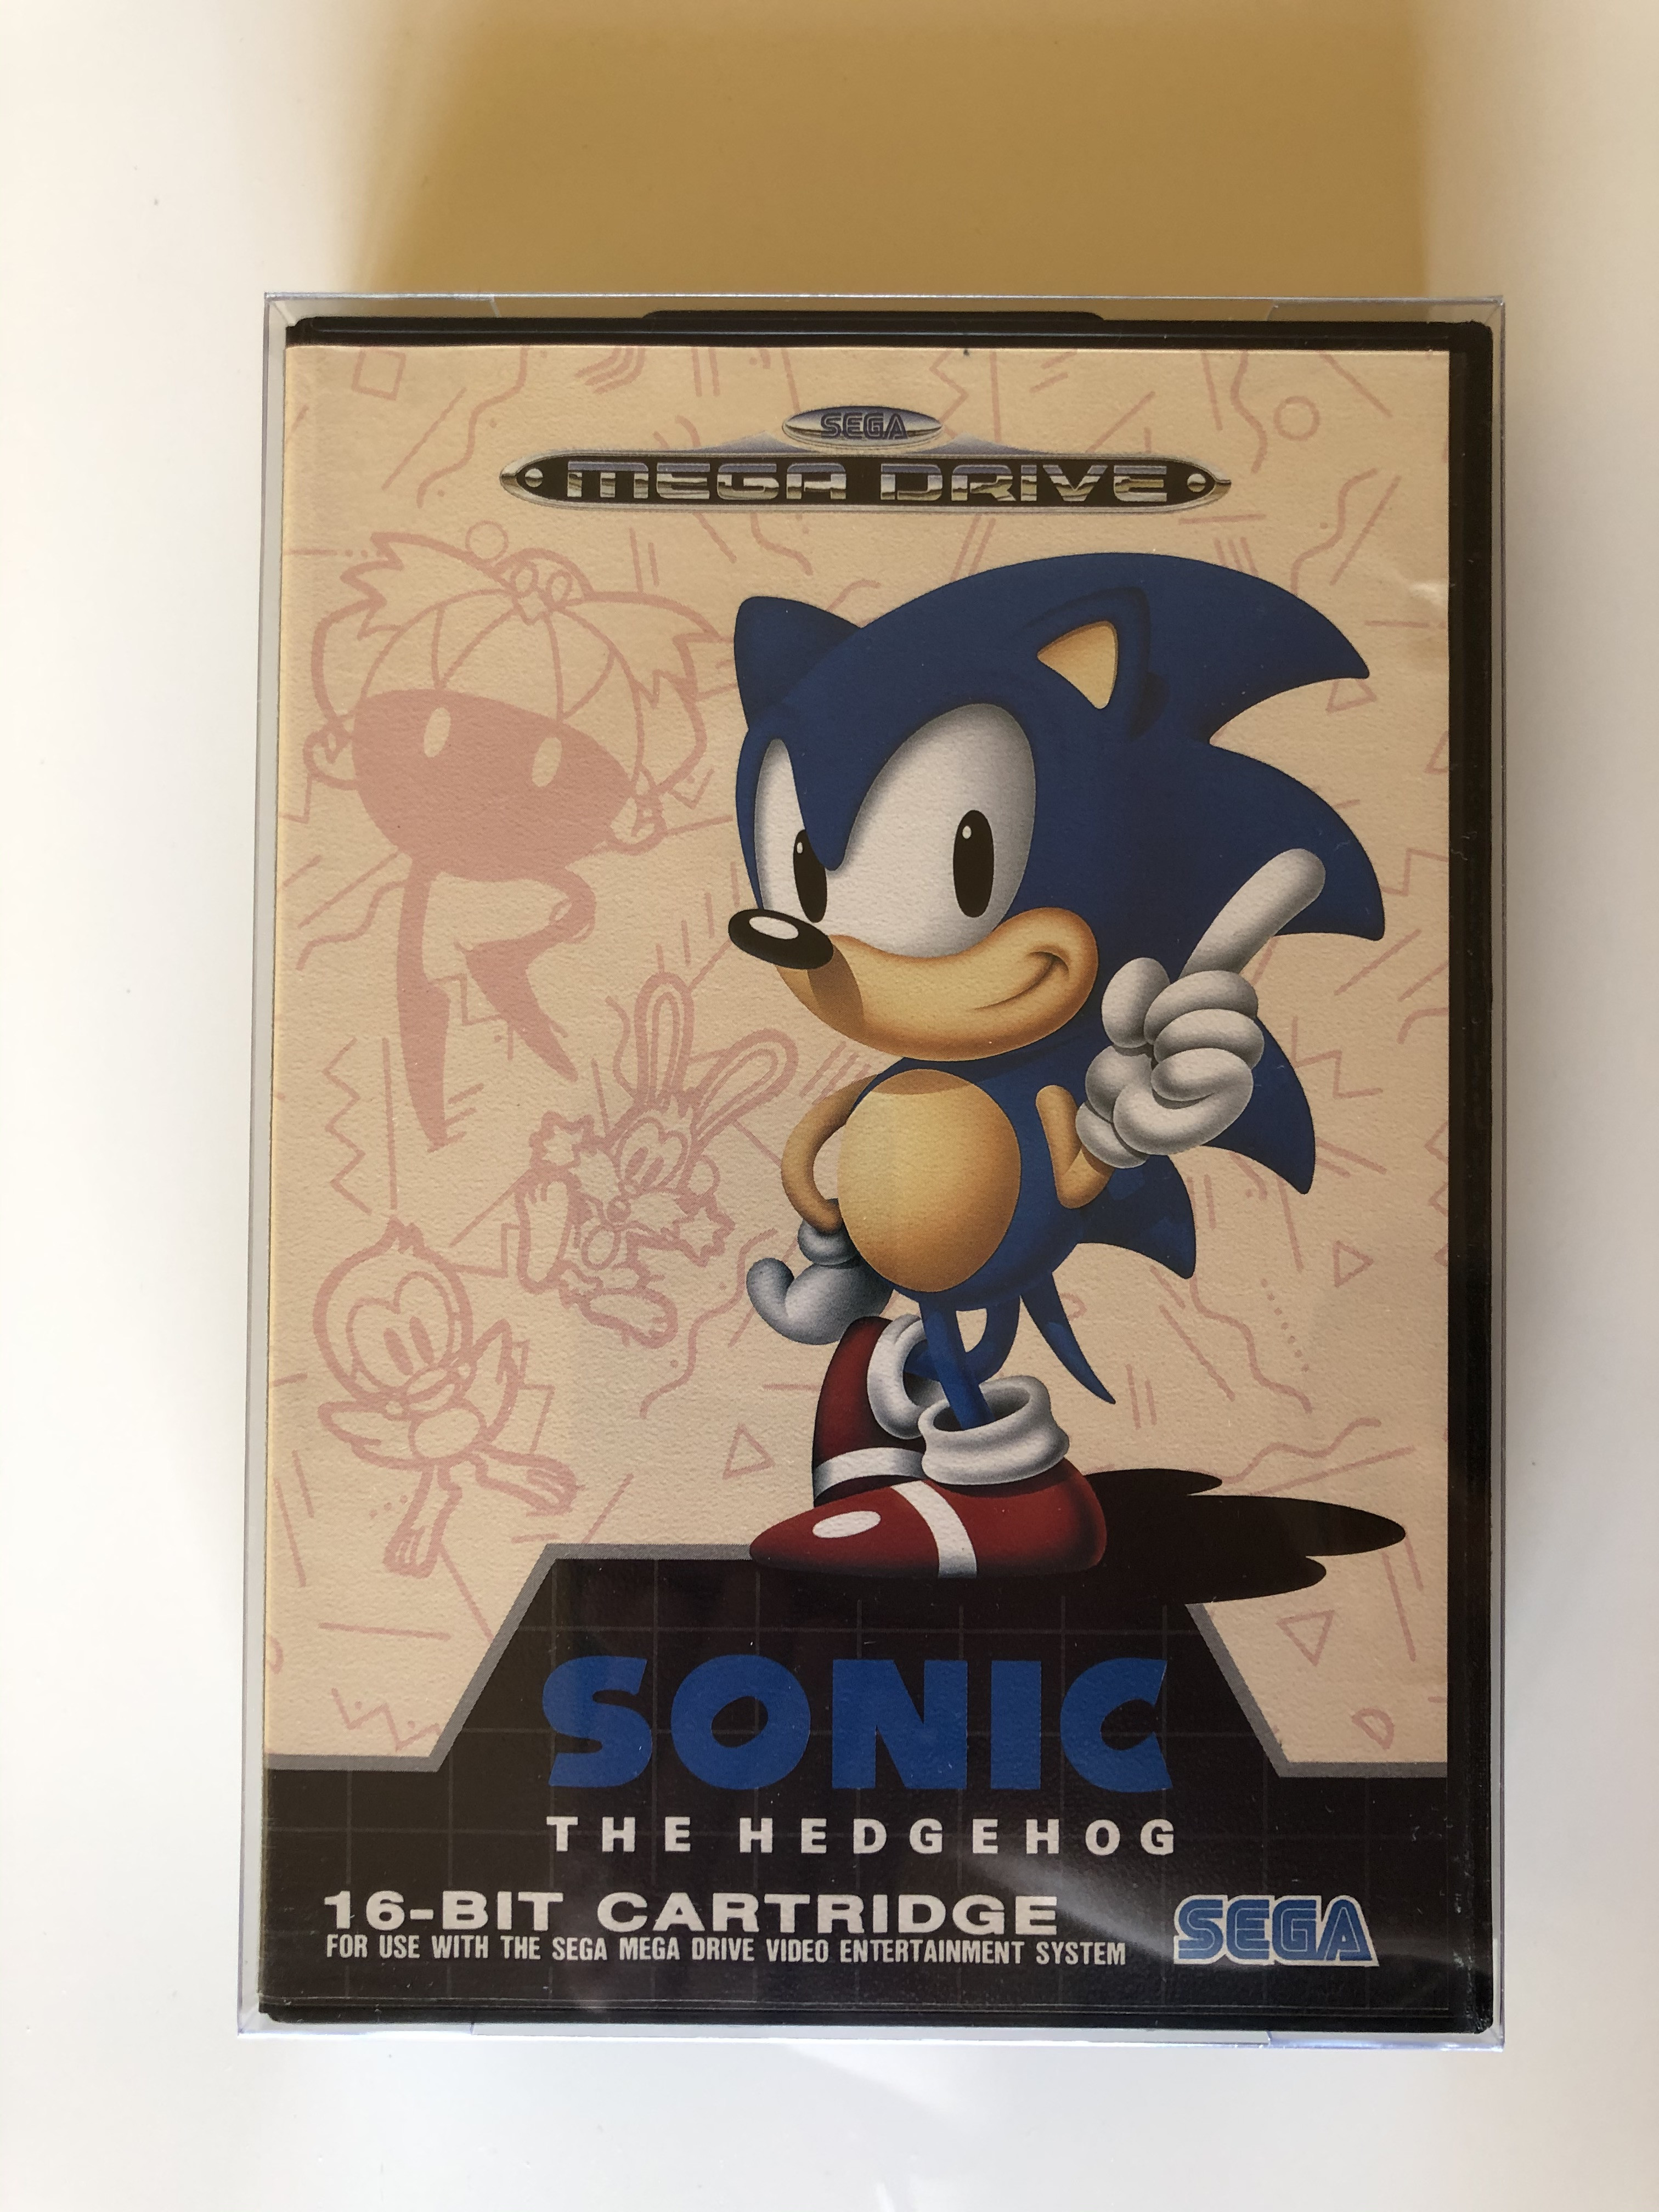 SEGA
MEGA DRIVE
SONIC
THE HEDGEHOG
16-BIT CARTRIDGE
FOR USE WITH THE SEGA MEGA DRIVE VIDEO ENTERTAINMENT SYSTEM
SEGA